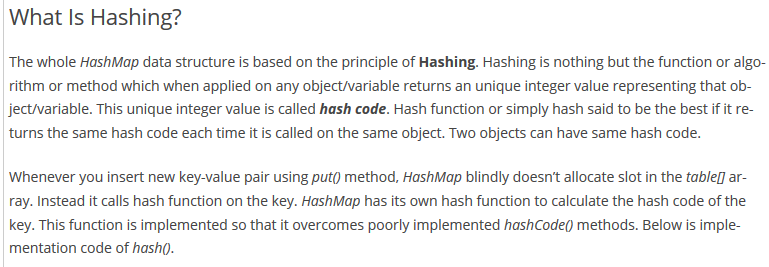 What Is Hashing?
The whole HashMap data structure is based on the principle of Hashing. Hashing is nothing but the function or algo-
rithm or method which when applied on any object/variable returns an unique integer value representing that ob-
ject/variable. This unique integer value is called hash code. Hash function or simply hash said to be the best if it re-
turns the same hash code each time it is called on the same object. Two objects can have same hash code.
Whenever you insert new key-value pair using put() method, HashMap blindly doesn’t allocate slot in the table[] ar-
ray. Instead it calls hash function on the key. HashMap has its own hash function to calculate the hash code of the
key. This function is implemented so that it overcomes poorly implemented hashCode() methods. Below is imple-
mentation code of hash().